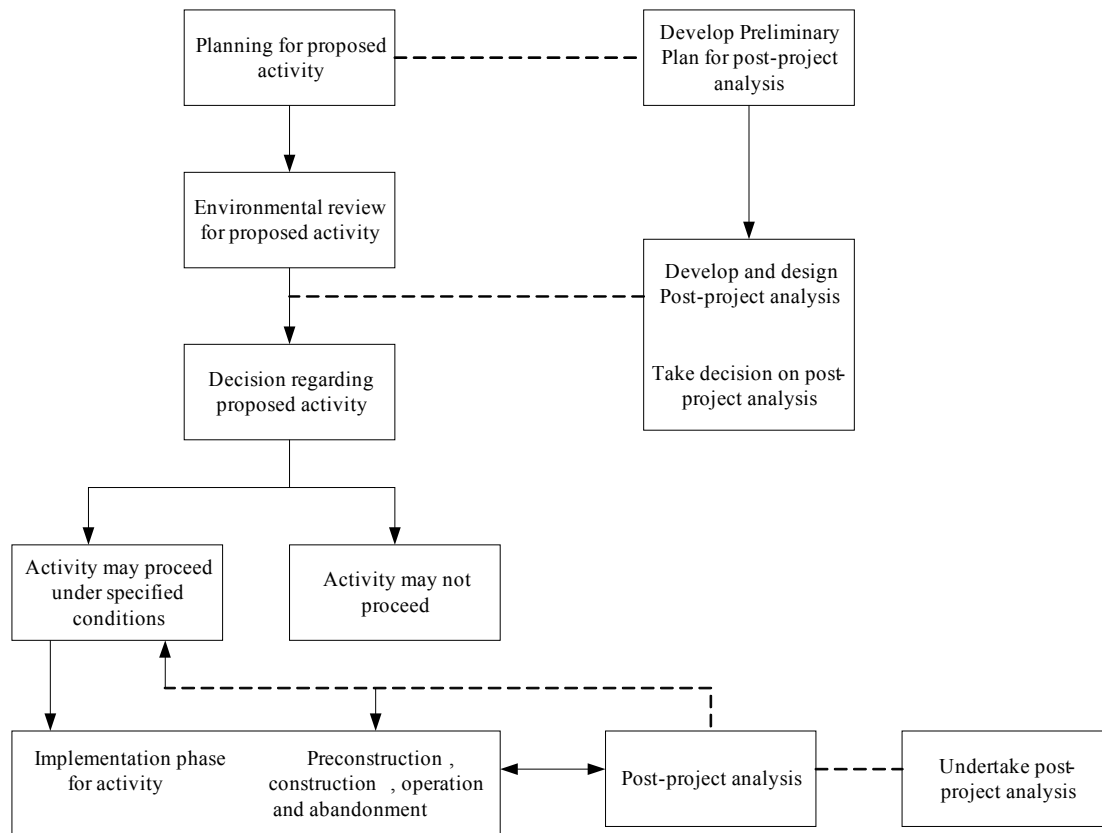 Planning for proposed
activity
Develop Preliminary
Plan for post-project
analysis
Environmental review
for proposed activity
Develop and design
Post-project analysis
Take decision on post-
project analysis
Decision regarding
proposed activity
Activity may proceed
under specified
conditions
Activity may not
proceed
Implementation phase
for activity
Preconstruction ,
construction , operation
and abandonment
Post-project analysis
Undertake post-
project analysis